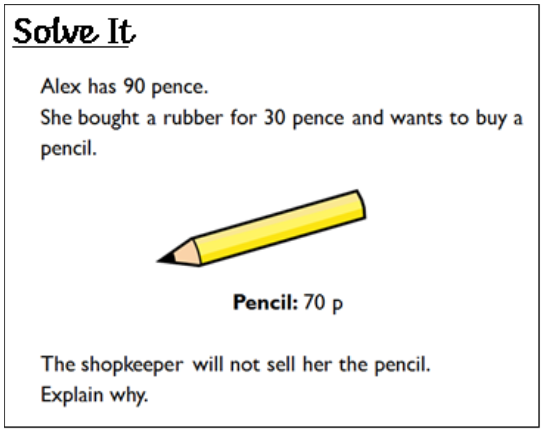 Solve It
Alex has 90 pence.
She bought a rubber for 30 pence and wants to buy a
pencil.
Pencil: 70 p
The shopkeeper will not sell her the pencil.
Explain why.